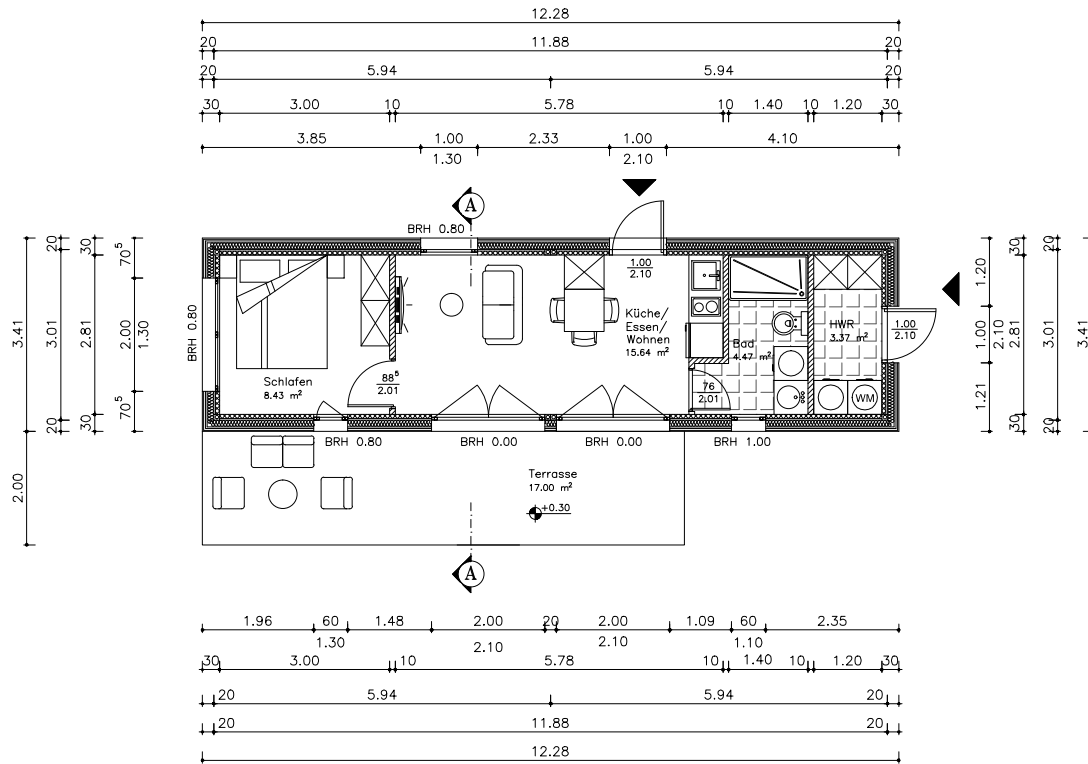 12.28
20 11.88 20
20 5.94 5.94 20
30 3.00 10 5.78 10 1.40 10 1.20 30
3.85 1.00 2.33 1.00 4.10
1.30 2.10
A
BRH 0.80
3.41
20 3.01 20
30 2.81 30
70⁵ 2.00 70⁵
1.30
BRH 0.80
Schlafen
8.43 m²
88⁵
2.01
1.00
2.10
Küche/
Essen/
Wohnen
15.64 m²
Bad
4.47 m²
76
2.01
HWR
3.37 m²
WM
1.00
2.10
1.20 1.00 1.21
2.10
30 2.81 30
20 3.01 20
3.41
BRH 0.80
BRH 0.00
BRH 0.00
BRH 1.00
2.00
Terrasse
17.00 m²
+0.30
A
1.96 60 1.48 2.00 20 2.00 1.09 60 2.35
1.30 2.10 2.10 1.10
30 3.00 10 5.78 10 1.40 10 1.20 30
20 5.94 5.94 20
20 11.88 20
12.28